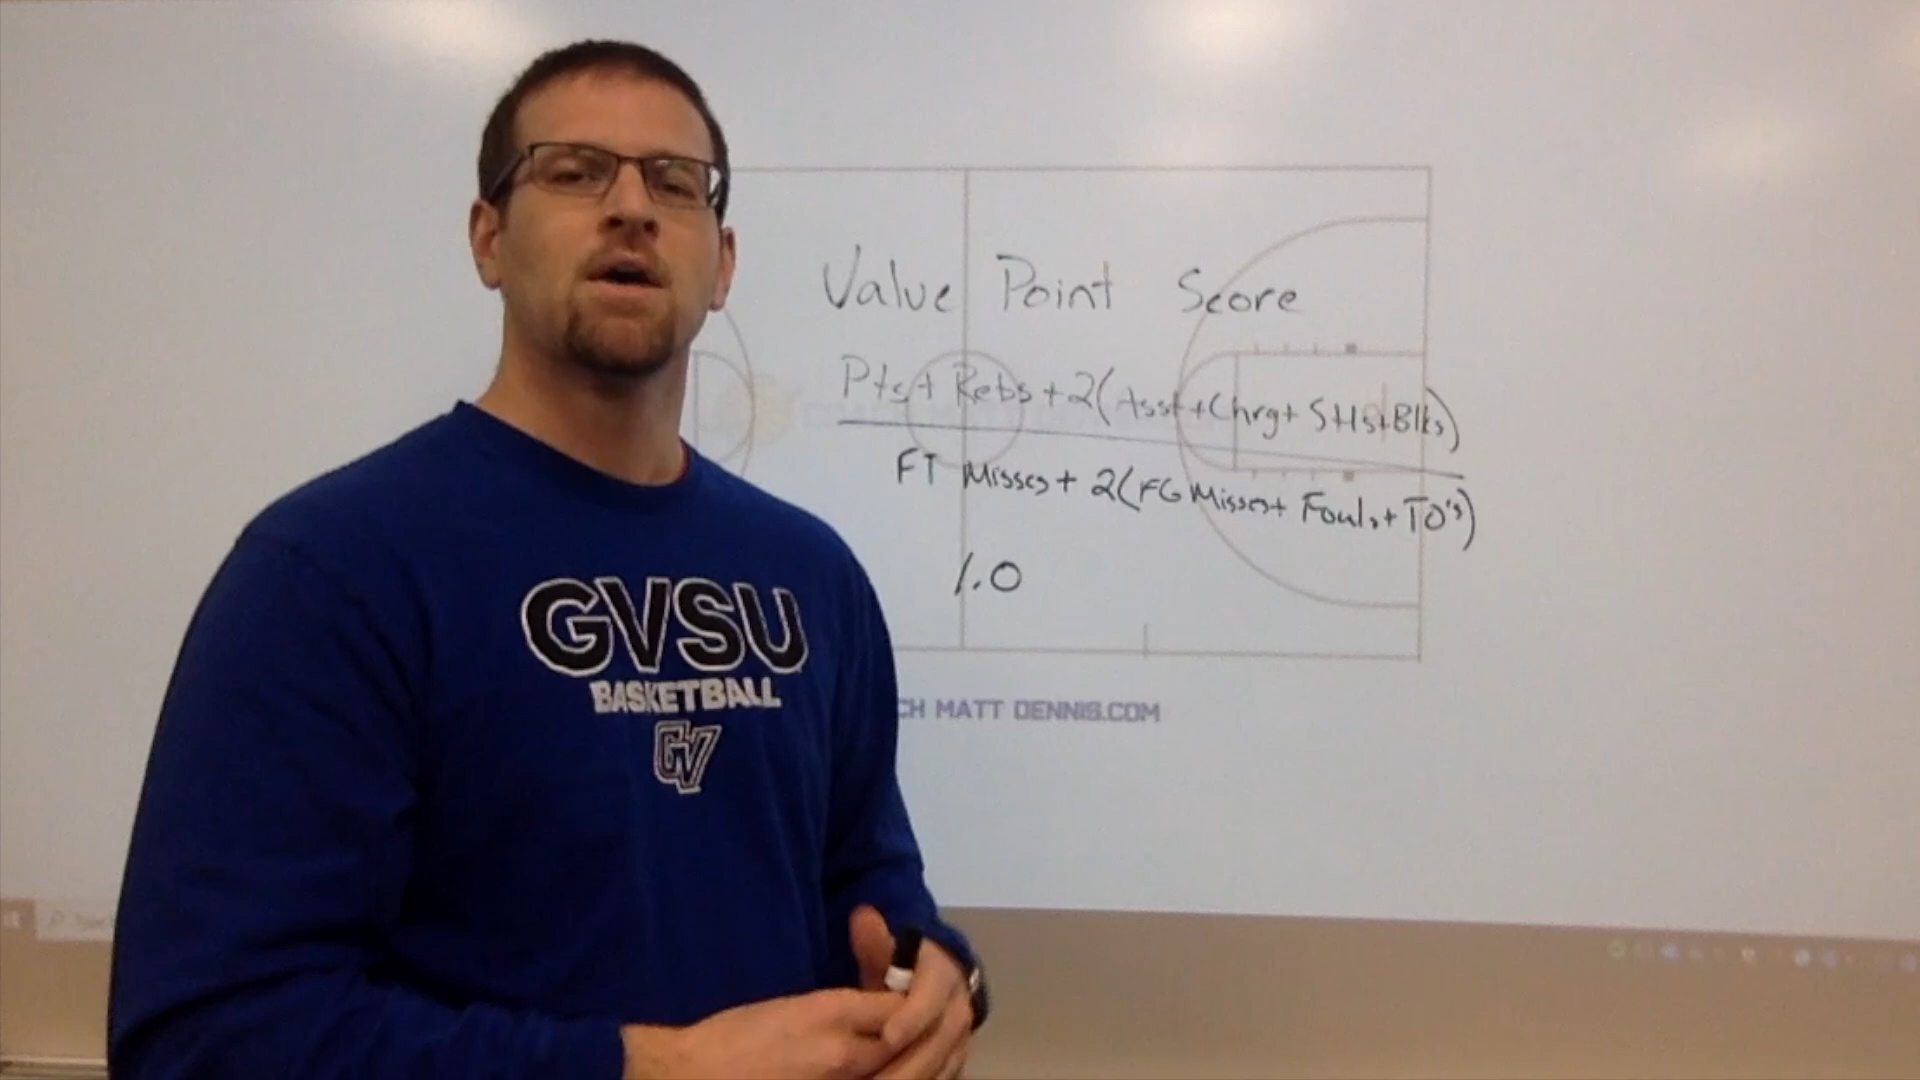 Value Point Score
Pts + Rebs + 2(Asst + Chrg + Stls + Blks)
FT Misses + 2(FG Misses + Fouls + TO's)
1.0
CH MATT DENNIS.COM
GVSU
BASKETBALL
GV